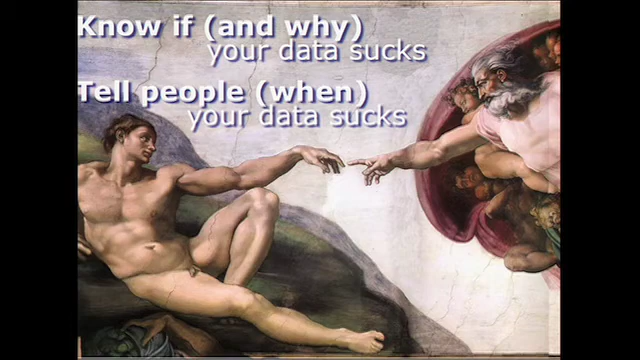 Know if (and why)
your data sucks
Tell people (when)
your data sucks